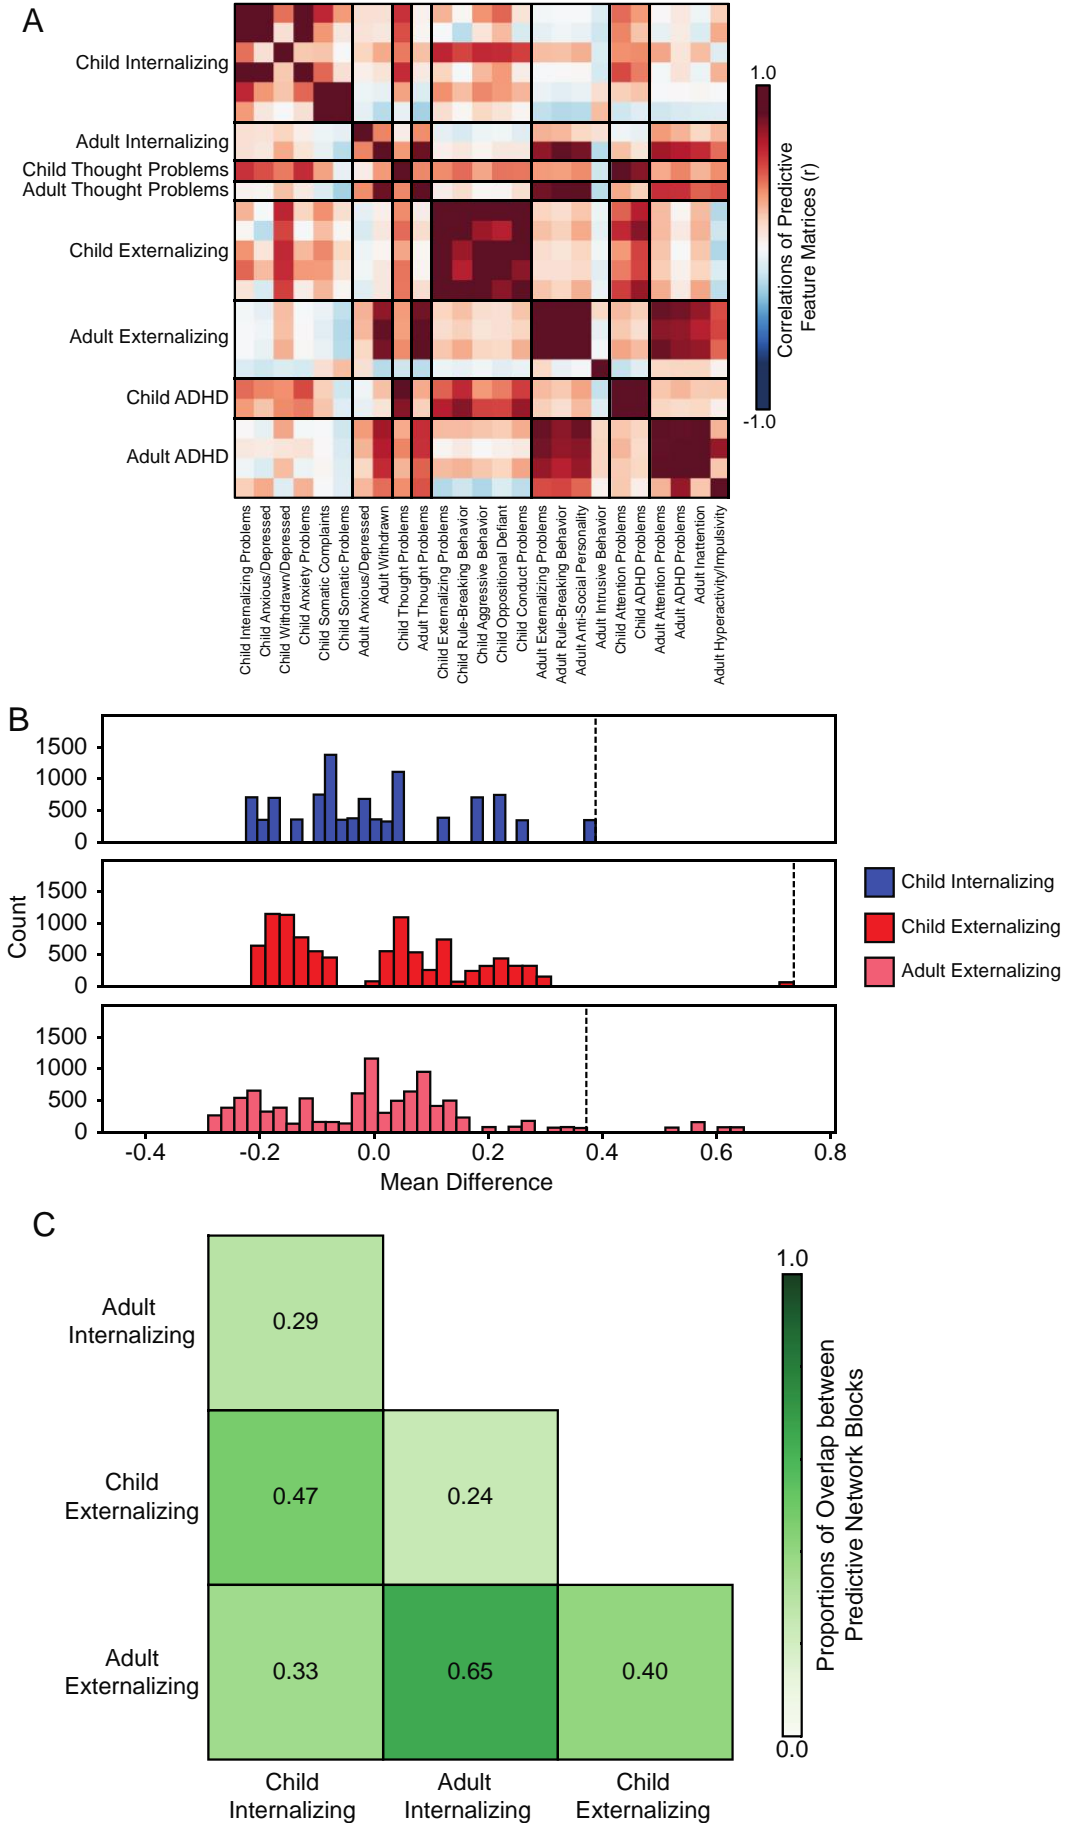 A
Child Internalizing
Adult Internalizing
Child Thought Problems
Adult Thought Problems
Child Externalizing
Adult Externalizing
Child ADHD
Adult ADHD
1.0
-1.0
Correlations of Predictive
Feature Matrices (r)
Child Internalizing Problems
Child Anxious/Depressed
Child Withdrawn/Depressed
Child Anxiety Problems
Child Somatic Complaints
Child Somatic Problems
Adult Anxious/Depressed
Adult Withdrawn
Child Thought Problems
Adult Thought Problems
Child Externalizing Problems
Child Rule-Breaking Behavior
Child Aggressive Behavior
Child Oppositional Defiant
Child Conduct Problems
Adult Externalizing Problems
Adult Rule-Breaking Behavior
Adult Anti-Social Personality
Adult Intrusive Behavior
Child Attention Problems
Child ADHD Problems
Adult Attention Problems
Adult ADHD Problems
Adult Inattention
Adult Hyperactivity/Impulsivity
B
1500
1000
500
0
1500
1000
500
0
1500
1000
500
0
Count
-0.4
-0.2
0.0
0.2
0.4
0.6
0.8
Mean Difference
Child Internalizing
Child Externalizing
Adult Externalizing
C
Adult
Internalizing
0.29
Child
Externalizing
0.47
0.24
Adult
Externalizing
0.33
0.65
0.40
Child
Internalizing
Adult
Internalizing
Child
Externalizing
1.0
0.0
Proportions of Overlap between
Predictive Network Blocks